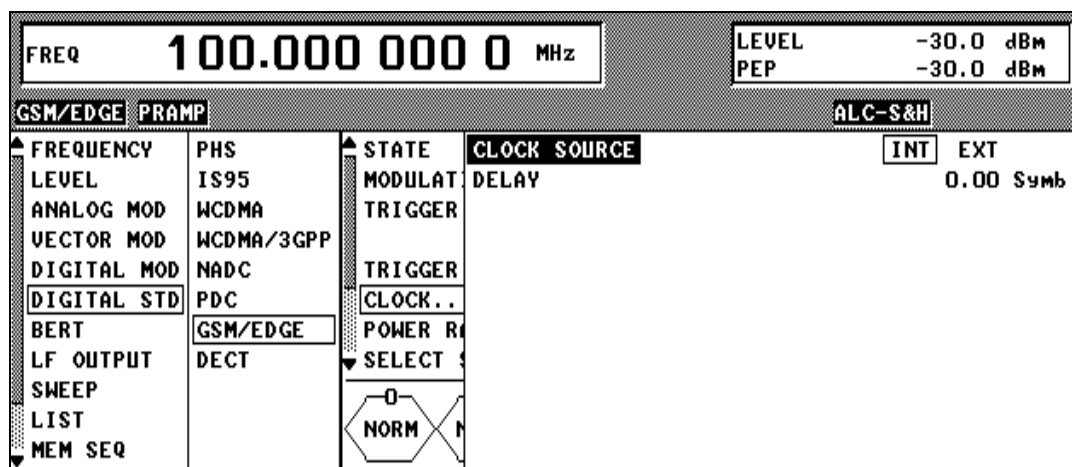 FREQ 100.000 000 0 MHz
LEVEL -30.0 dBm
PEP -30.0 dBm
GSM/EDGE PRAMP ALC-S&H
FREQUENCY
LEVEL
ANALOG MOD
VECTOR MOD
DIGITAL MOD
DIGITAL STD
BERT
LF OUTPUT
SWEEP
LIST
MEM SEQ
PHS
IS95
WCDMA
WCDMA/3GPP
NADC
PDC
GSM/EDGE
DECT
STATE
MODULATI
TRIGGER
TRIGGER
CLOCK..
POWER RA
SELECT
0
NORM
CLOCK SOURCE INT EXT
DELAY 0.00 Symb